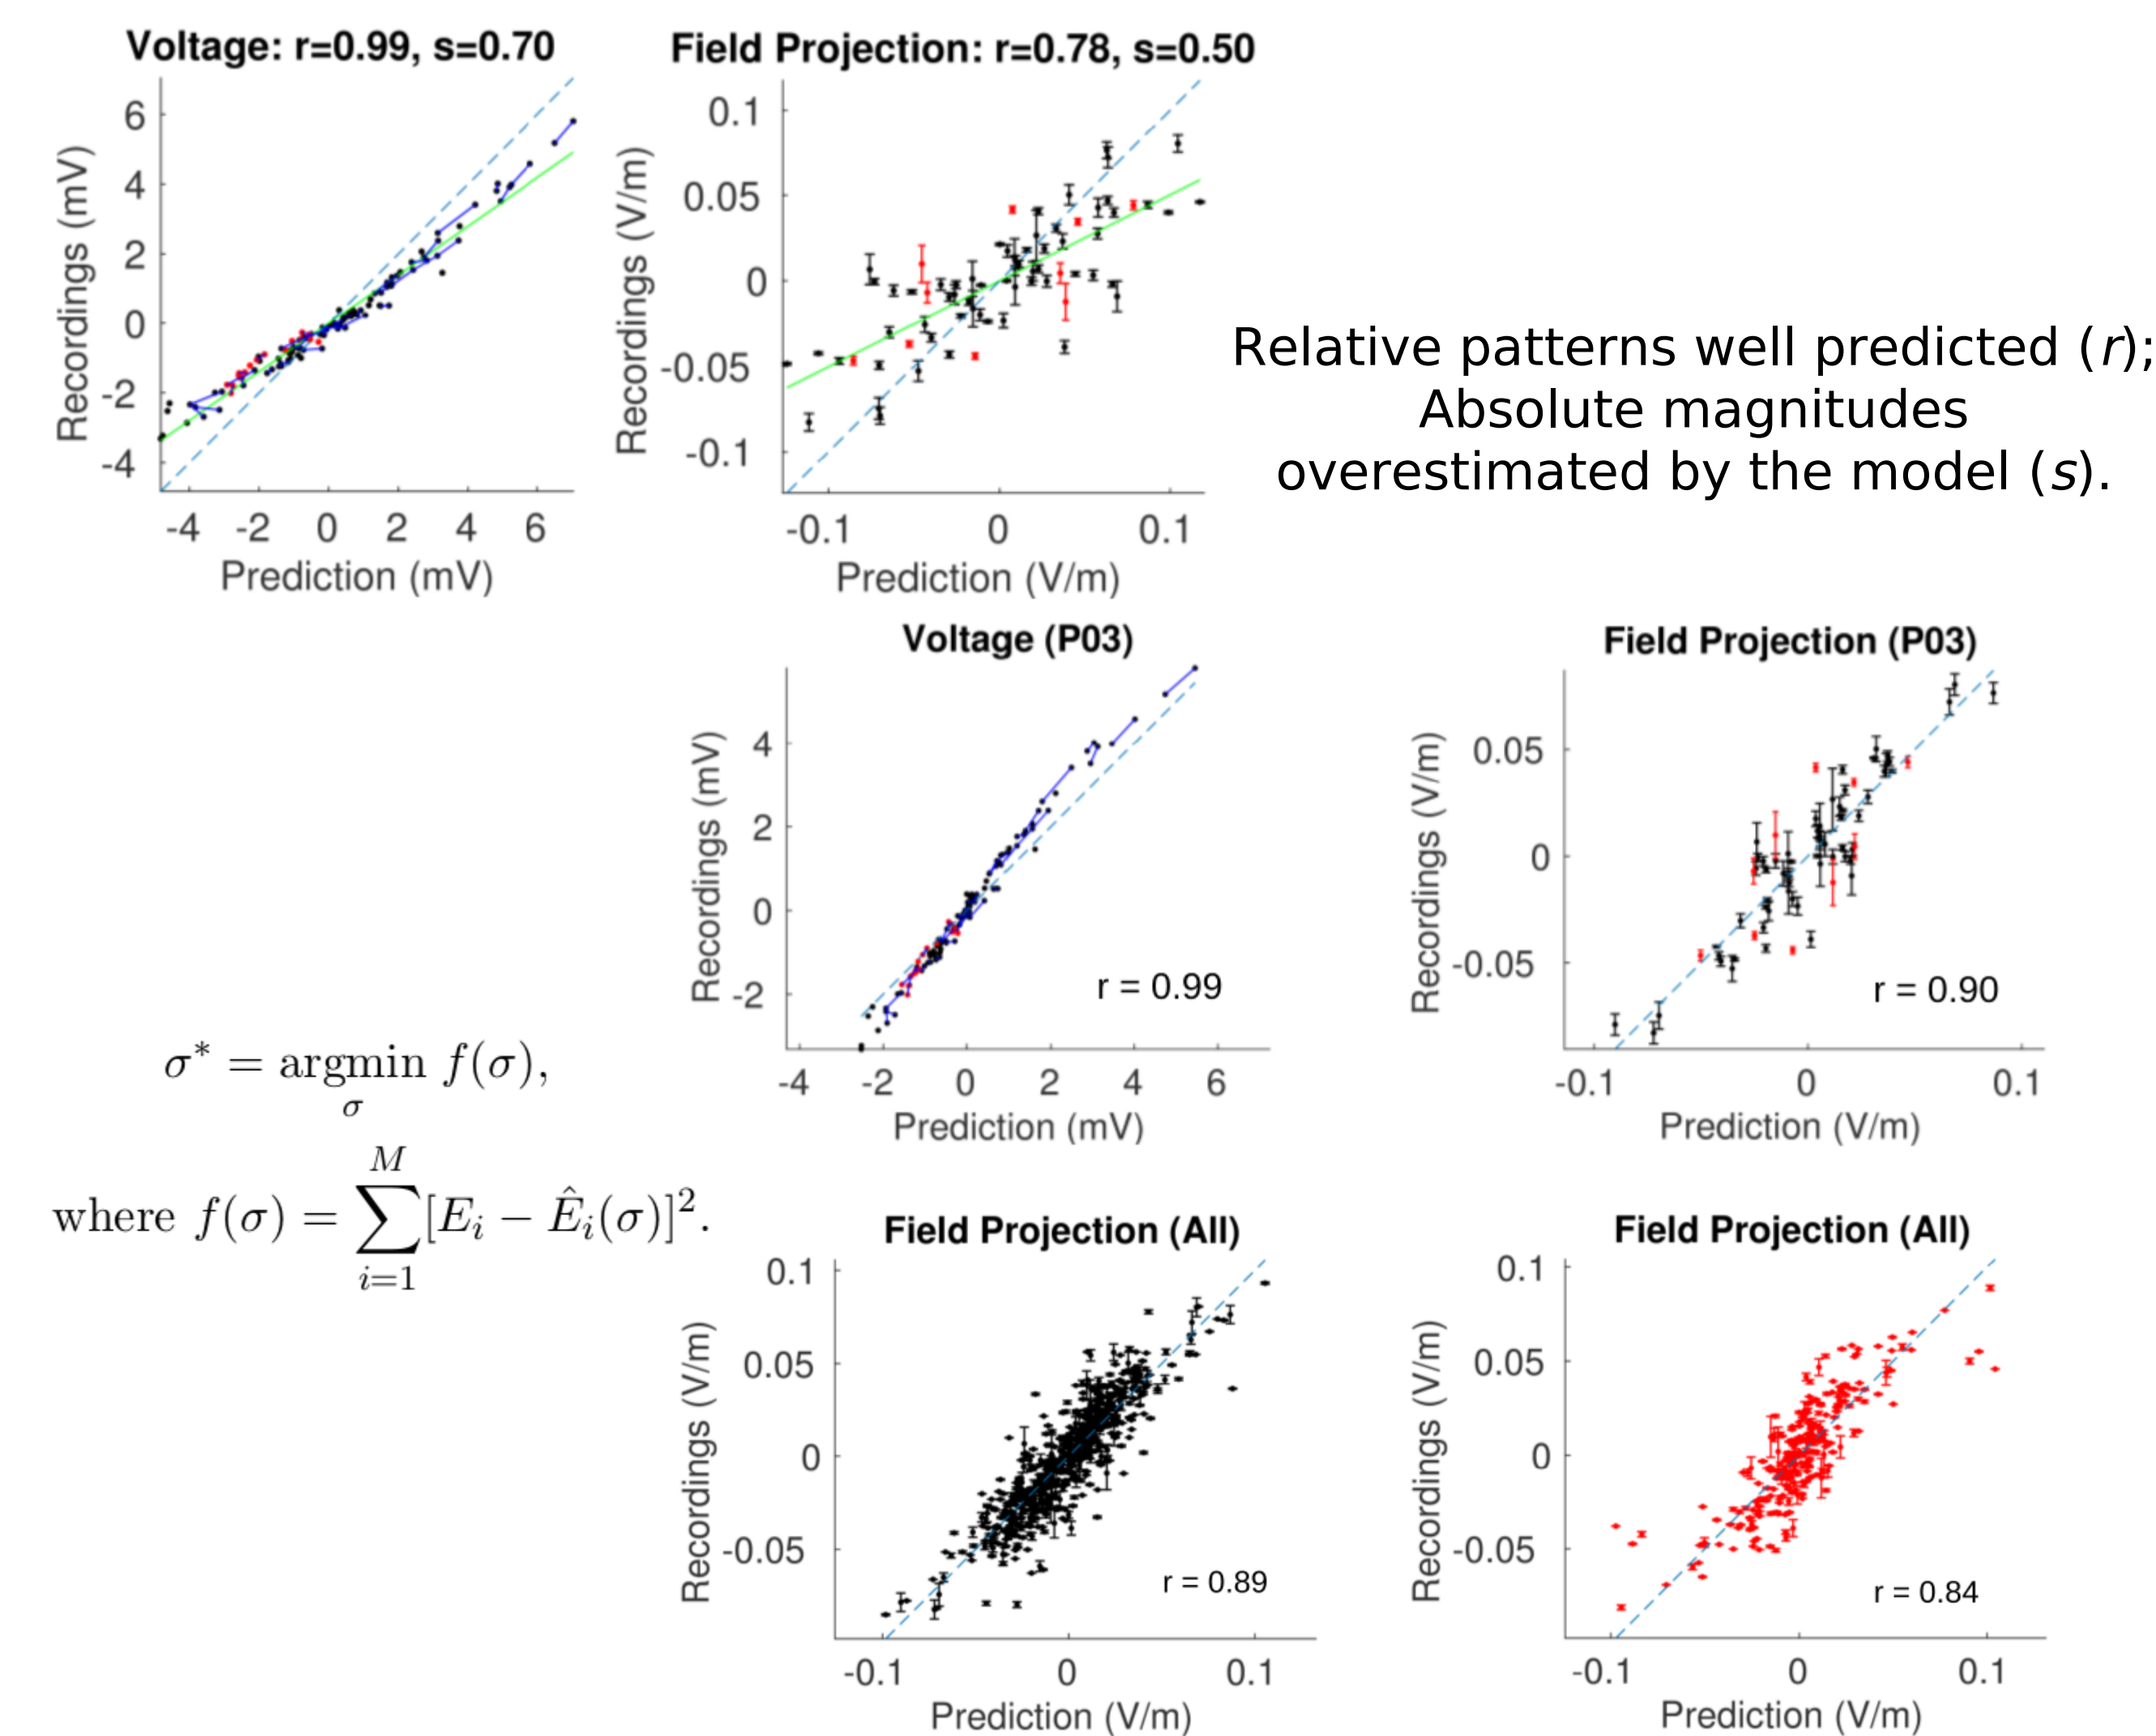 Voltage: r=0.99, s=0.70
Recordings (mV)
6
4
2
0
-2
-4
-4 -2 0 2 4 6
Prediction (mV)
Field Projection: r=0.78, s=0.50
Recordings (V/m)
0.1
0.05
0
-0.05
-0.1
-0.1 0 0.1
Prediction (V/m)
Relative patterns well predicted (r);
Absolute magnitudes
overestimated by the model (s).
Voltage (P03)
Recordings (mV)
4
2
0
-2
r = 0.99
-4 -2 0 2 4 6
Prediction (mV)
Field Projection (P03)
Recordings (V/m)
0.05
0
-0.05
r = 0.90
-0.1 0 0.1
Prediction (V/m)
σ* = argmin f(σ),
σ
where f(σ) = ∑_{i=1}^{M} [E_i − Ê_i(σ)]².
Field Projection (All)
Recordings (V/m)
0.1
0.05
0
-0.05
r = 0.89
-0.1 0 0.1
Prediction (V/m)
Field Projection (All)
Recordings (V/m)
0.1
0.05
0
-0.05
r = 0.84
-0.1 0 0.1
Prediction (V/m)